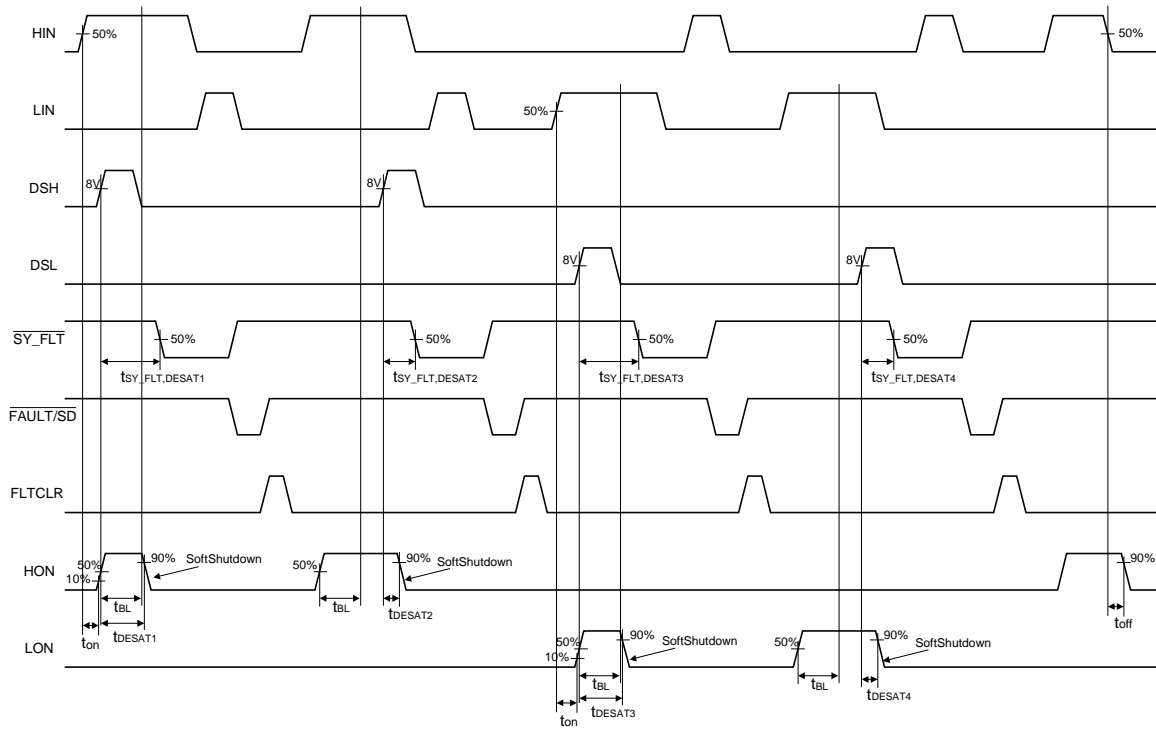 HIN
50%
50%
LIN
50%
DSH
8V
8V
DSL
8V
8V
SY_FLT
50%
50%
50%
50%
tSY_FLT,DESAT1
tSY_FLT,DESAT2
tSY_FLT,DESAT3
tSY_FLT,DESAT4
FAULT/SD
FLTCLR
HON
50%
10%
90%
SoftShutdown
50%
90%
SoftShutdown
90%
tBL
tBL
tDESAT2
ton
tDESAT1
toff
LON
50%
10%
90%
SoftShutdown
50%
90%
SoftShutdown
tBL
tBL
tDESAT4
ton
tDESAT3